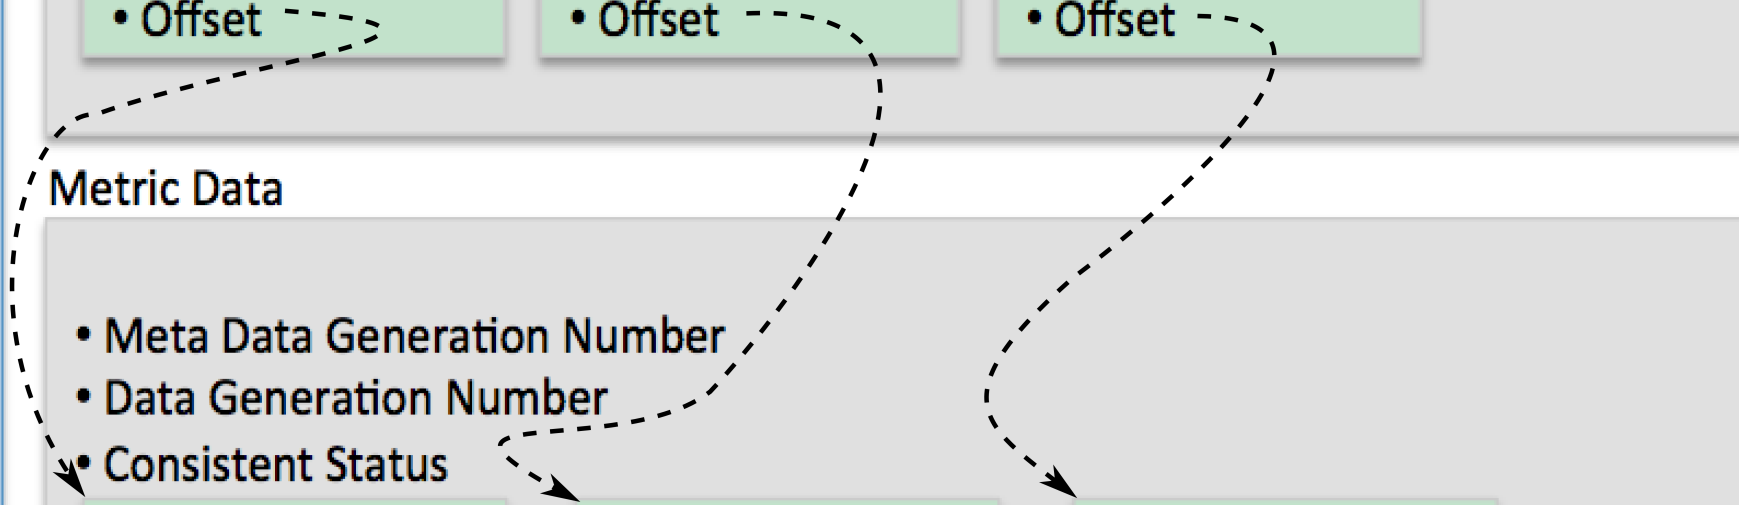 • Offset
• Offset
• Offset
Metric Data
• Meta Data Generation Number
• Data Generation Number
• Consistent Status